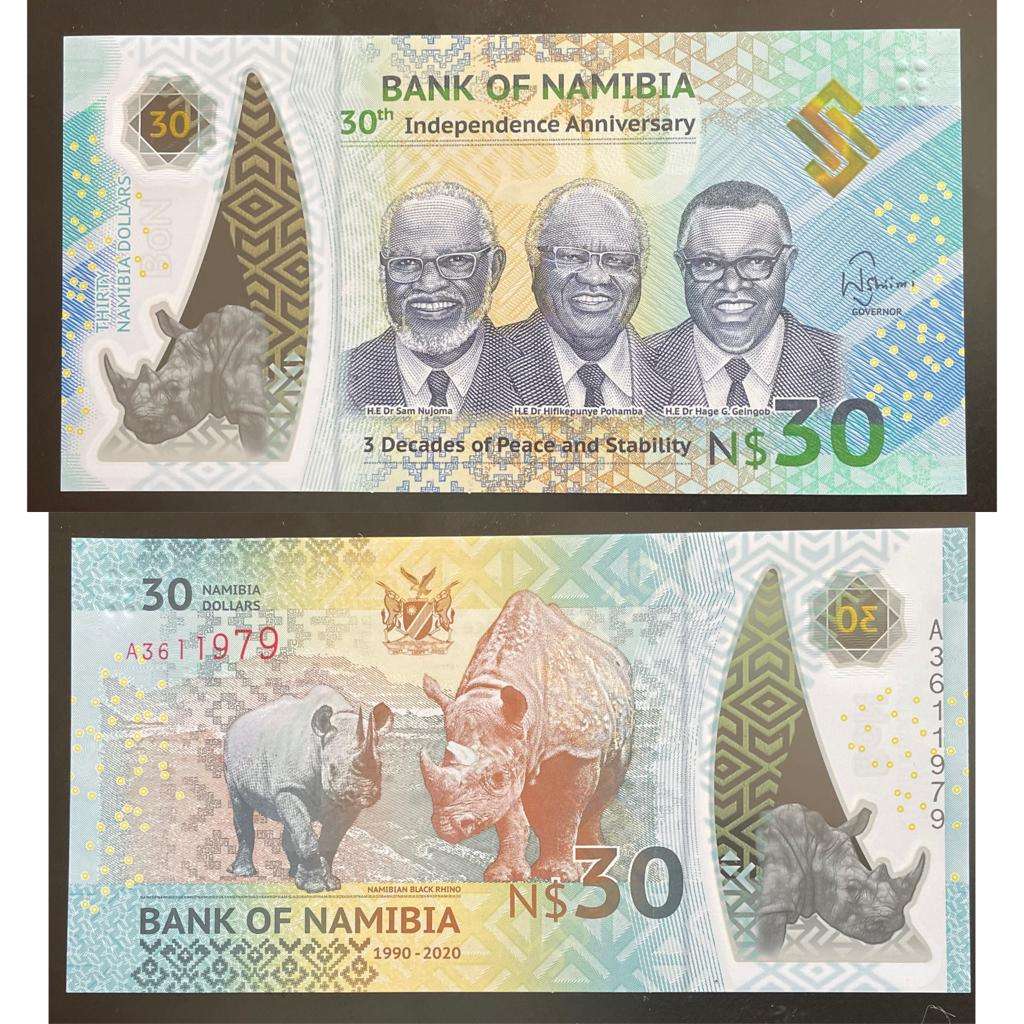 BANK OF NAMIBIA
30th Independence Anniversary
30
THIRTY
NAMIBIA DOLLARS
BON
GOVERNOR
H.E Dr Sam Nujoma
H.E Dr Hifikepunye Pohamba
H.E Dr Hage G. Geingob
3 Decades of Peace and Stability
N$30
30
NAMIBIA
DOLLARS
A3611979
30
A3611979
NAMIBIAN BLACK RHINO
N$30
BANK OF NAMIBIA
1990 - 2020